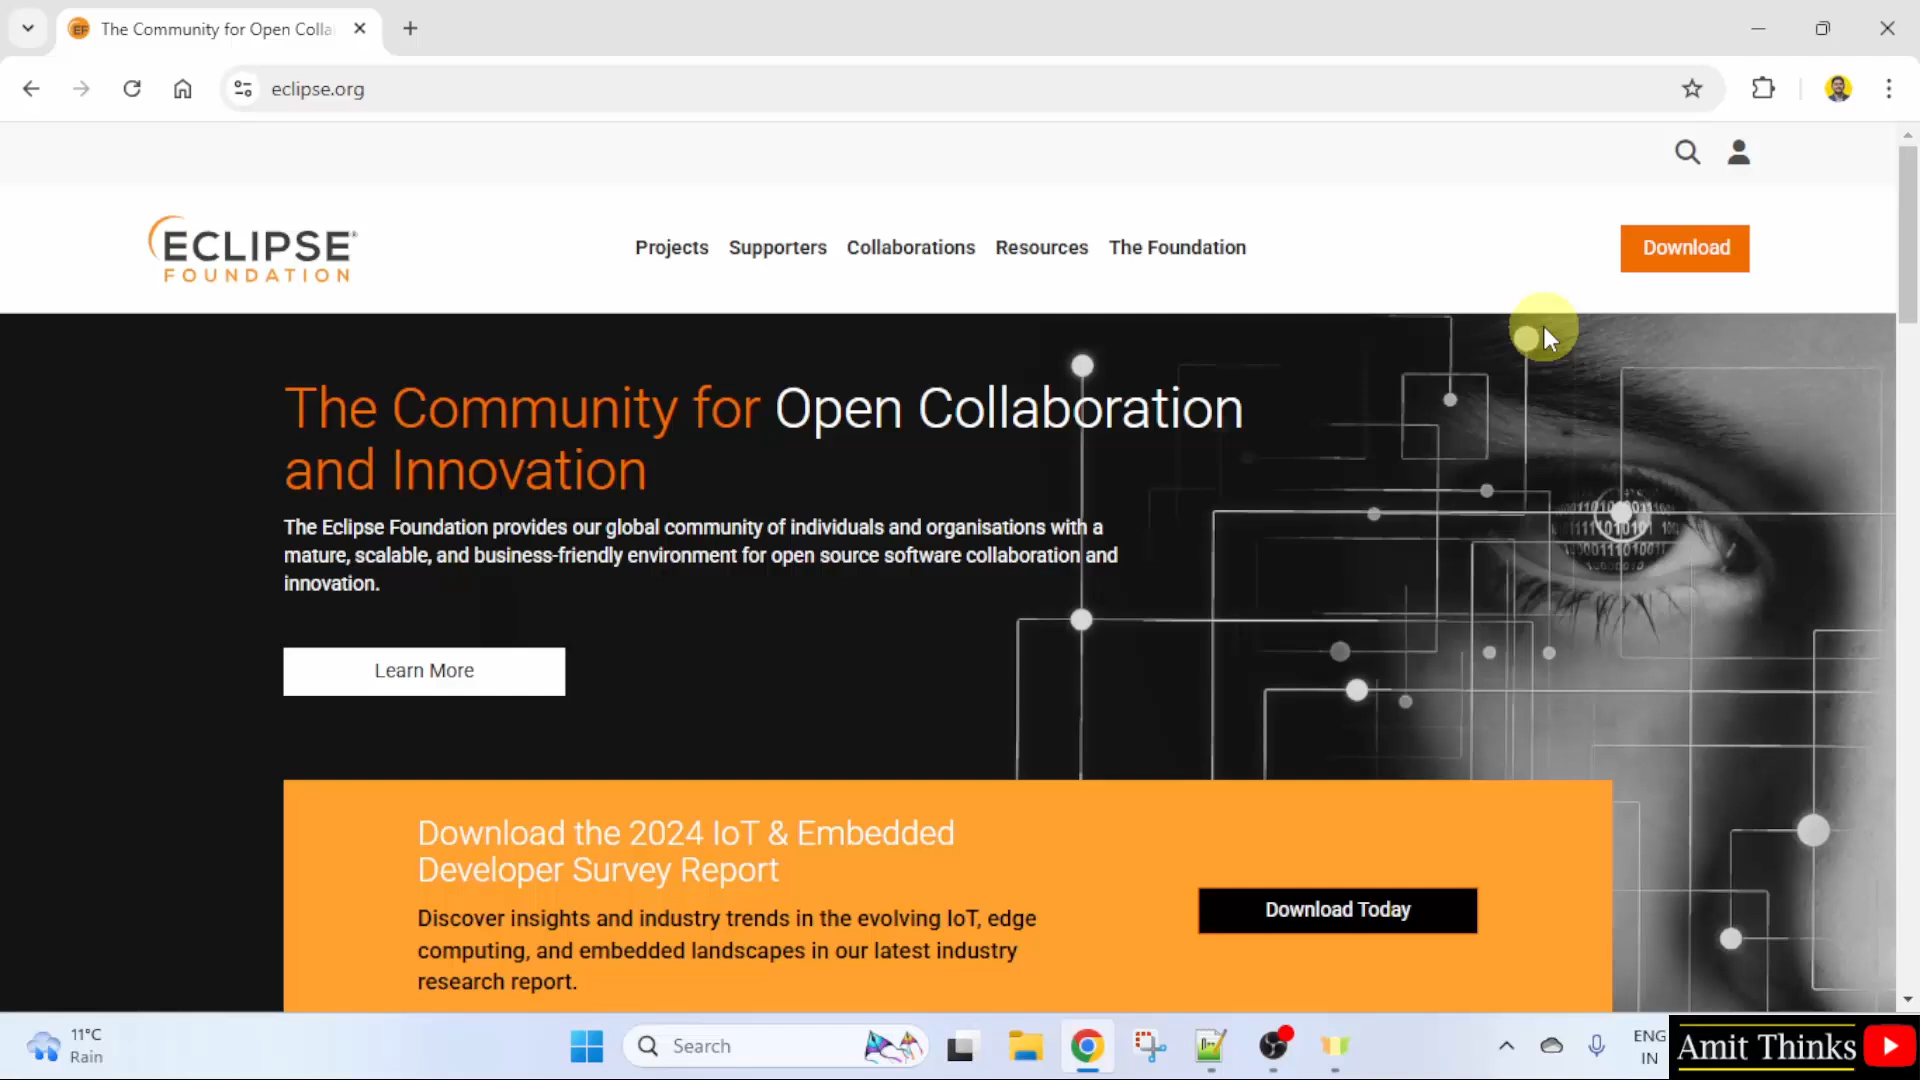 The Community for Open Colla
eclipse.org
ECLIPSE®
FOUNDATION
Projects Supporters Collaborations Resources The Foundation
Download
The Community for Open Collaboration
and Innovation
The Eclipse Foundation provides our global community of individuals and organisations with a
mature, scalable, and business-friendly environment for open source software collaboration and
innovation.
Learn More
Download the 2024 IoT & Embedded
Developer Survey Report
Discover insights and industry trends in the evolving IoT, edge
computing, and embedded landscapes in our latest industry
research report.
Download Today
11°C
Rain
Search
ENG
IN
Amit Thinks